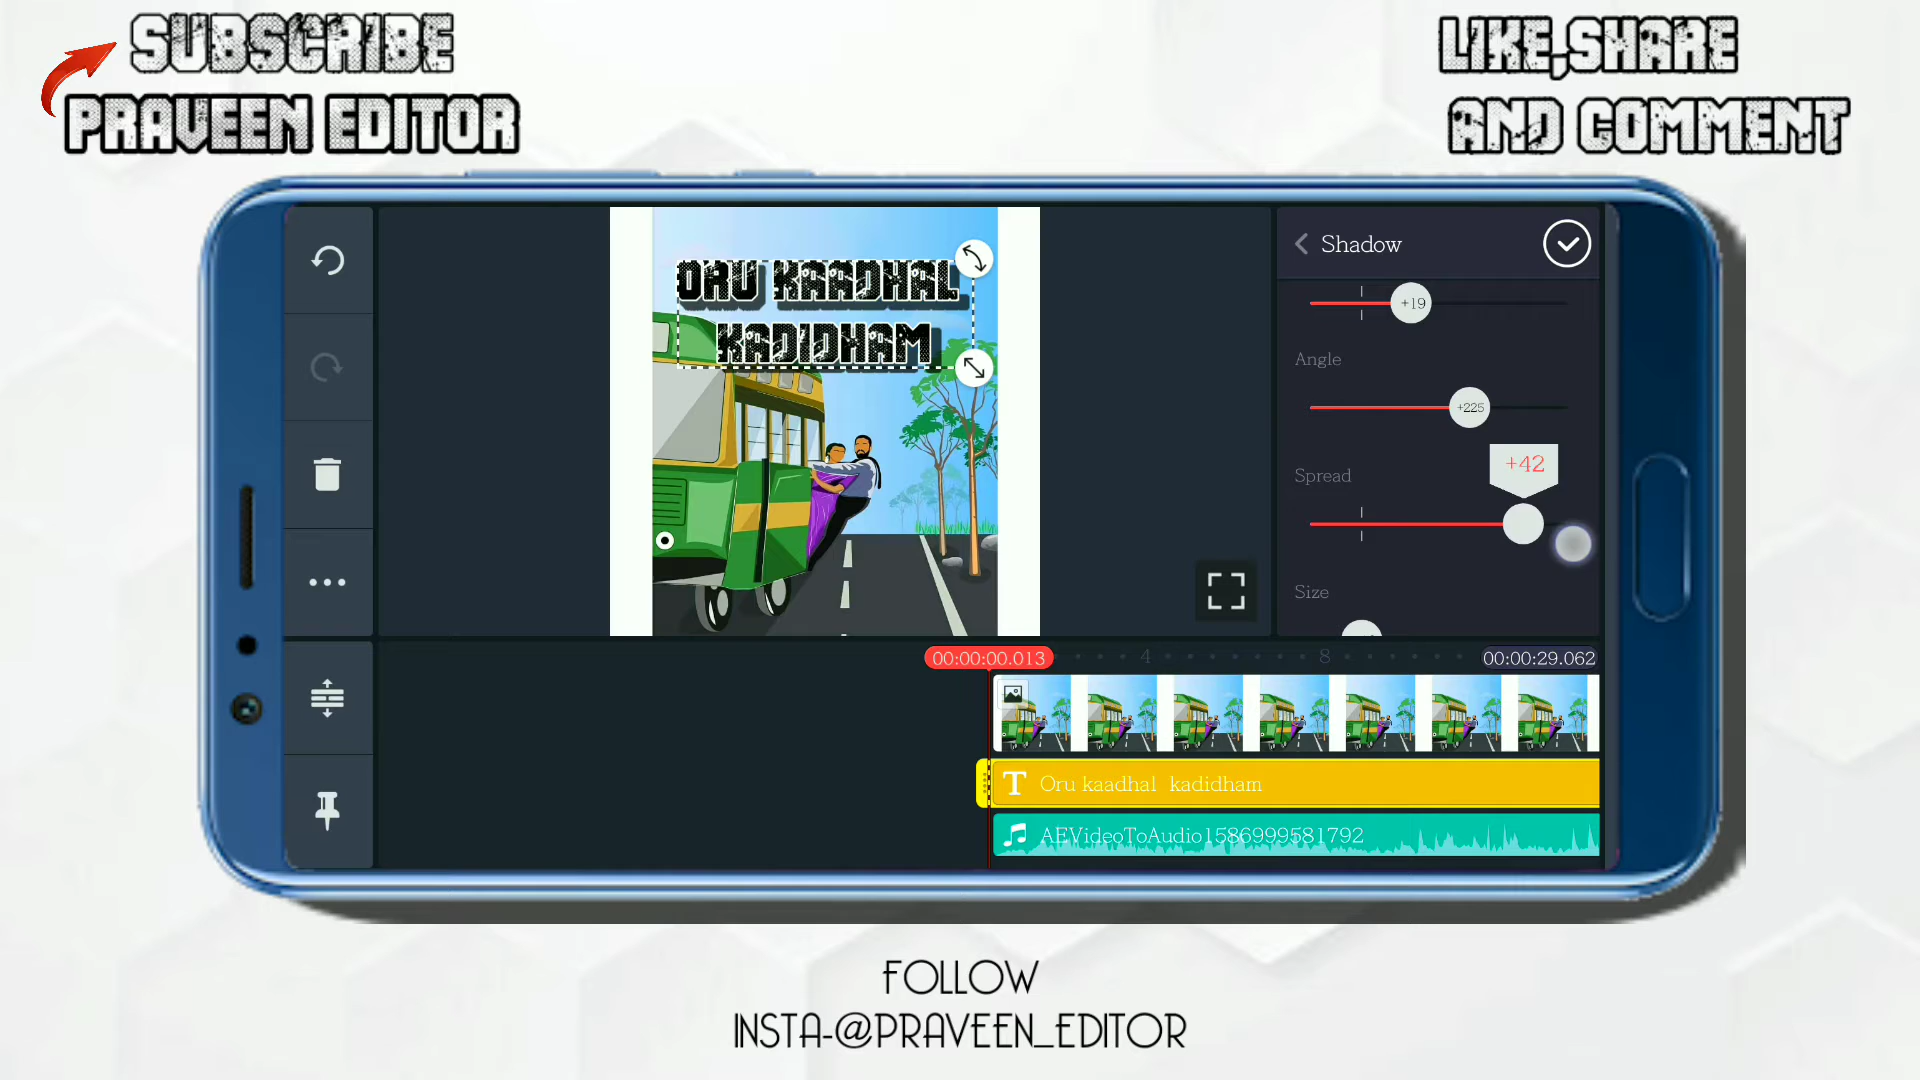 SUBSCRIBE
PRAVEEN EDITOR
LIKE,SHARE
AND COMMENT
ORU KAADHAL
KADIDHAM
Shadow
+19
Angle
+225
+42
Spread
Size
00:00:00.013
4
8
00:00:29.062
T Oru kaadhal kadidham
AEVideoToAudio1586999581792
FOLLOW
INSTA-@PRAVEEN_EDITOR